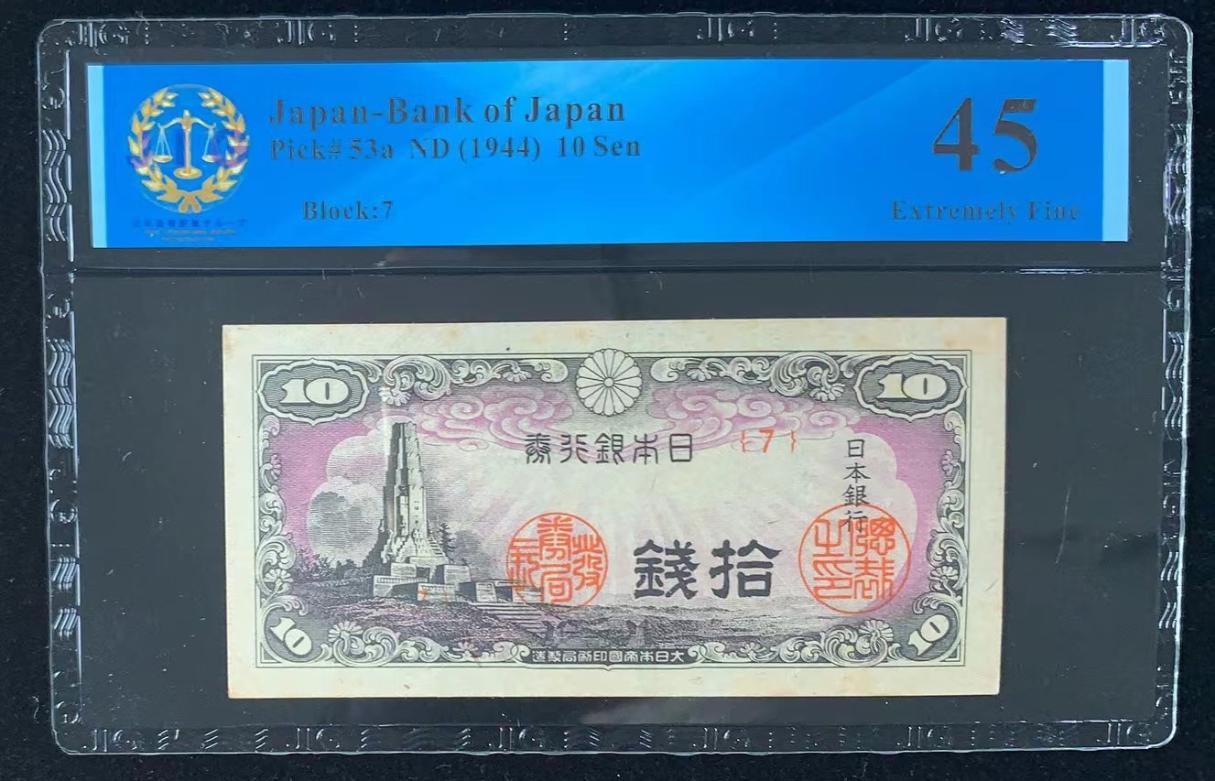 Japan-Bank of Japan
Pick# 53a ND (1944) 10 Sen
Block:7
45
Extremely Fine
10
10
日本銀行券
{7}
日本銀行
拾錢
10
10
大日本帝國印刷局製造